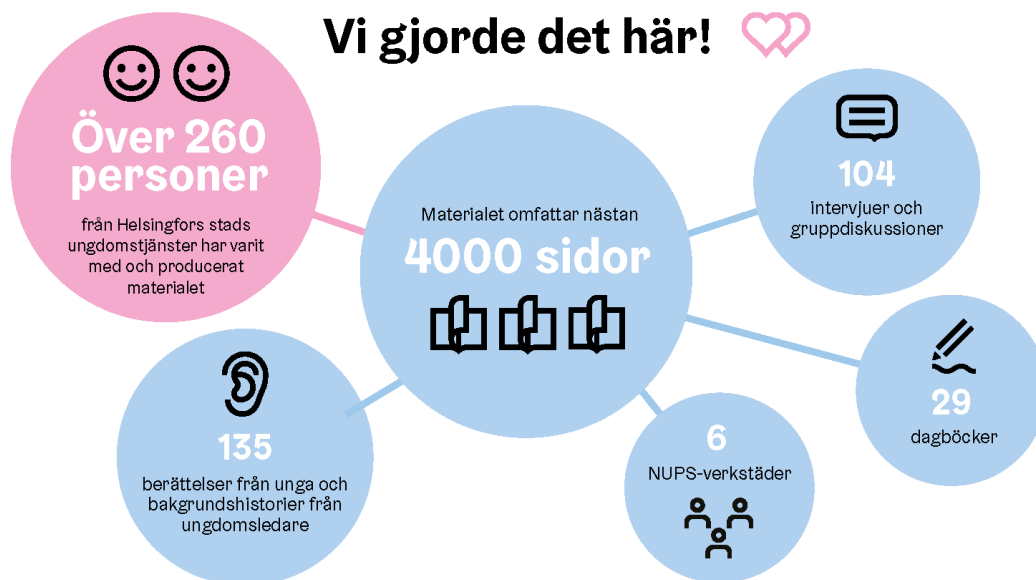 Vi gjorde det här!
Över 260
personer
från Helsingfors stads
ungdomstjänster har varit
med och producerat
materialet
Materialet omfattar nästan
4000 sidor
104
intervjuer och
gruppdiskussioner
29
dagböcker
6
NUPS-verkstäder
135
berättelser från unga och
bakgrundshistorier från
ungdomsledare